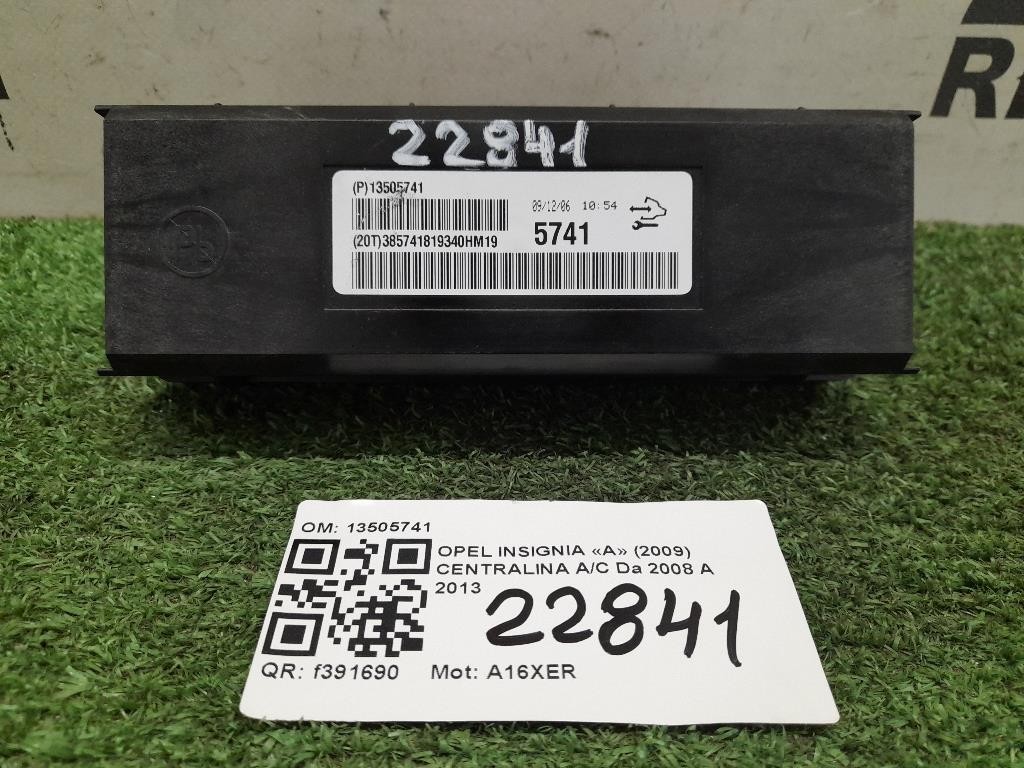 22841
(P)13505741
09/12/06 10:54
(20T)385741819340HM19
5741
OM: 13505741
OPEL INSIGNIA «A» (2009)
CENTRALINA A/C Da 2008 A
2013
22841
QR: f391690 Mot: A16XER